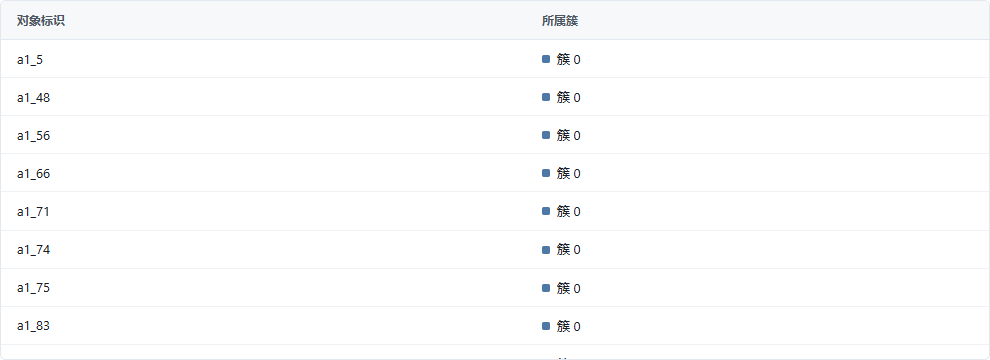 对象标识 所属簇
a1_5 簇 0
a1_48 簇 0
a1_56 簇 0
a1_66 簇 0
a1_71 簇 0
a1_74 簇 0
a1_75 簇 0
a1_83 簇 0